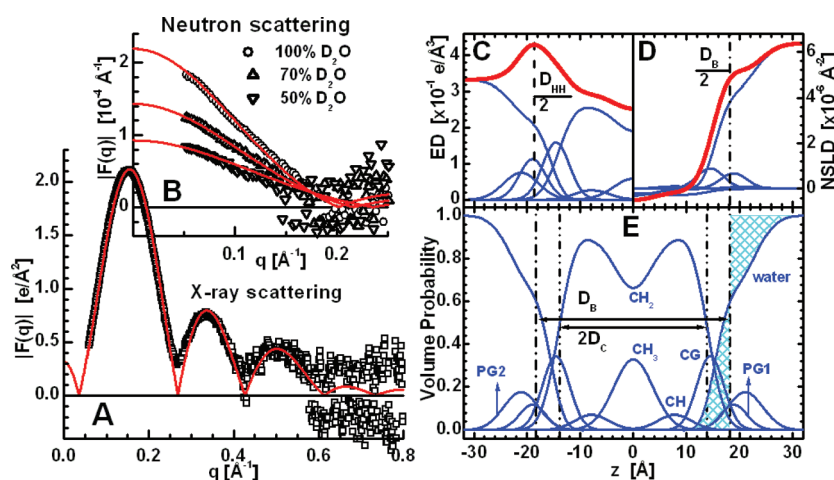 Neutron scattering
100% D₂O
70% D₂O
50% D₂O
|F(q)| [10⁻⁴ Å⁻¹]
2
1
0
B
0.1
0.2
q [Å⁻¹]
|F(q)| [e/Å²]
2.0
1.5
1.0
0.5
0.0
X-ray scattering
A
0.0 0.2 0.4 0.6 0.8
q [Å⁻¹]
C
ED [x10⁻¹ e/Å³]
4
3
2
1
0
D_HH
2
D
D_B
2
6
4
2
0
NSLD [x10⁻⁶ Å⁻²]
E
Volume Probability
1.0
0.8
0.6
0.4
0.2
0.0
water
CH₂
D_B
2D_C
CH₃
CG
PG2
PG1
CH
-30 -20 -10 0 10 20 30
z [Å]